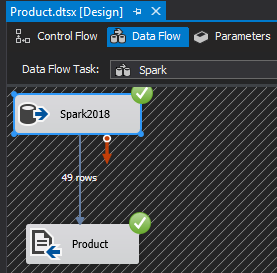 Product.dtsx [Design]
Control Flow Data Flow Parameters
Data Flow Task: Spark
Spark2018
49 rows
Product